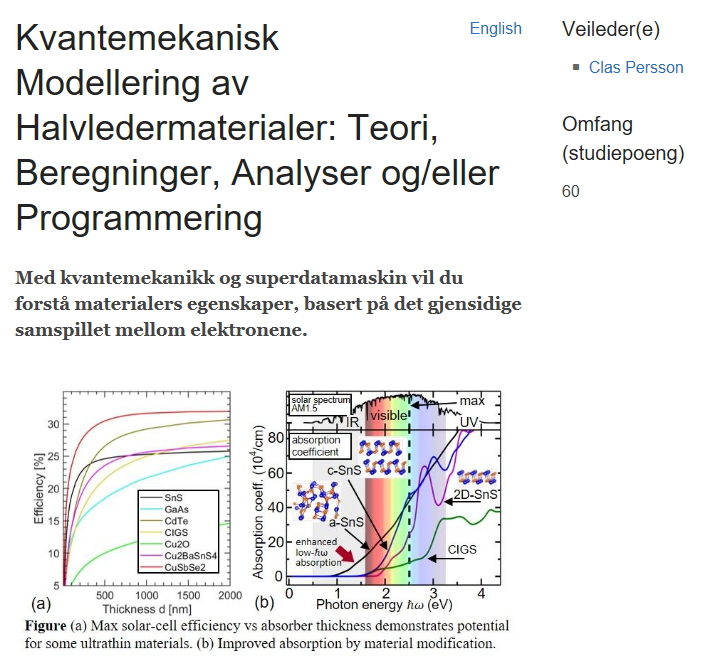 Kvantemekanisk
Modellering av
Halvledermaterialer: Teori,
Beregninger, Analyser og/eller
Programmering
English
Med kvantemekanikk og superdatamaskin vil du
forstå materialers egenskaper, basert på det gjensidige
samspillet mellom elektronene.
Veileder(e)
Clas Persson
Omfang
(studiepoeng)
60
Efficiency [%]
30
25
20
15
10
5
SnS
GaAs
CdTe
CIGS
Cu2O
Cu2BaSnS4
CuSbSe2
500
1000
1500
2000
(a)
Thickness d [nm]
solar spectrum
AM1.5
max
IR
visible
UV
absorption
coefficient
Absorption coeff. (10⁴/cm)
80
60
40
20
0
c-SnS
a-SnS
2D-SnS
CIGS
enhanced
low-ħω
absorption
0
1
2
3
4
(b)
Photon energy ħω (eV)
Figure (a) Max solar-cell efficiency vs absorber thickness demonstrates potential
for some ultrathin materials. (b) Improved absorption by material modification.